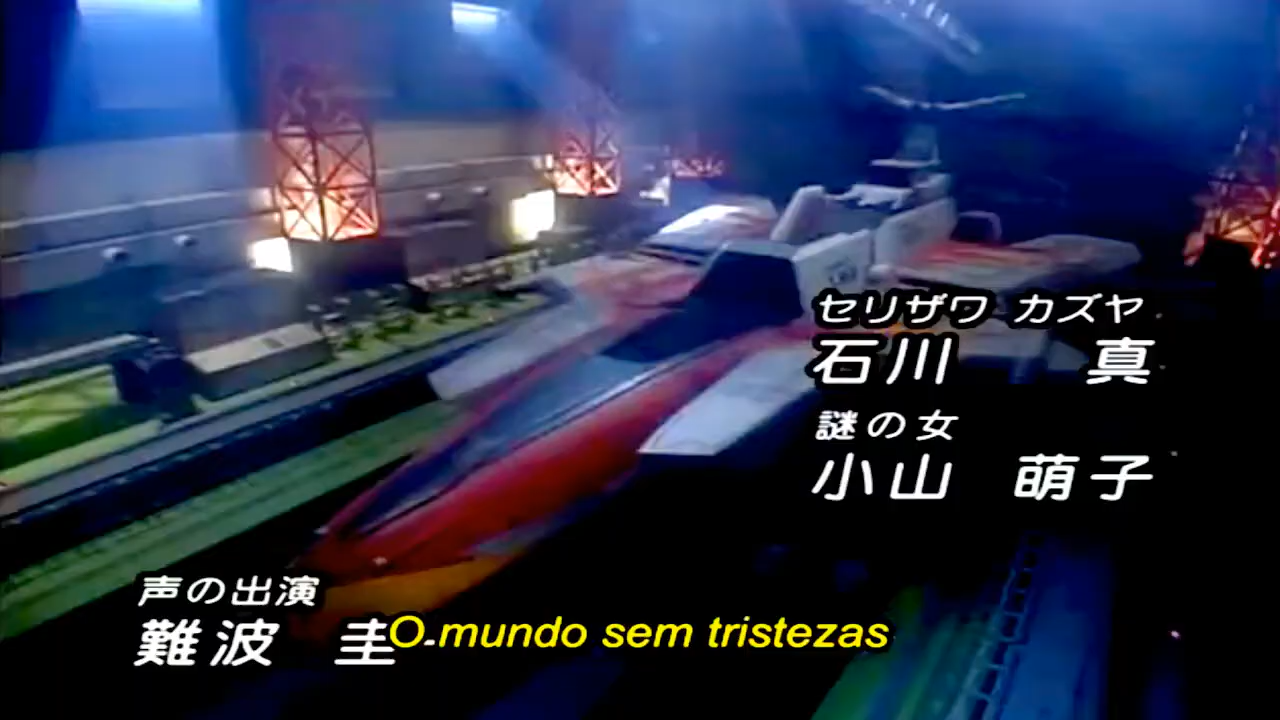 セリザワ カズヤ
石川 真
謎の女
小山 萌子
声の出演
難波 圭一
O mundo sem tristezas